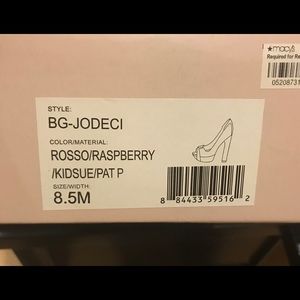 ★macy's
Required for Re
05208731
STYLE:
BG-JODECI
COLOR/MATERIAL:
ROSSO/RASPBERRY
/KIDSUE/PAT P
SIZE/WIDTH:
8.5M
8 84433 59516 2